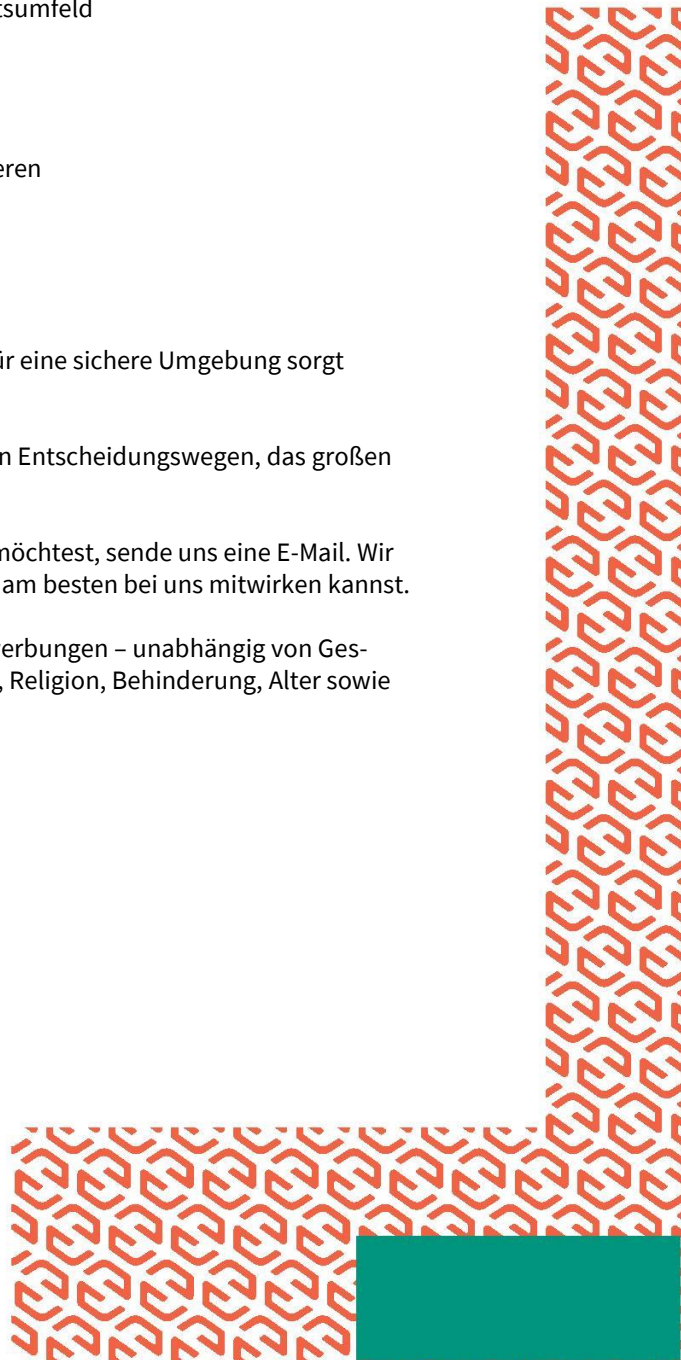 tsumfeld
eren
ür eine sichere Umgebung sorgt
n Entscheidungswegen, das großen
möchtest, sende uns eine E-Mail. Wir
am besten bei uns mitwirken kannst.
erbungen – unabhängig von Ges-
, Religion, Behinderung, Alter sowie